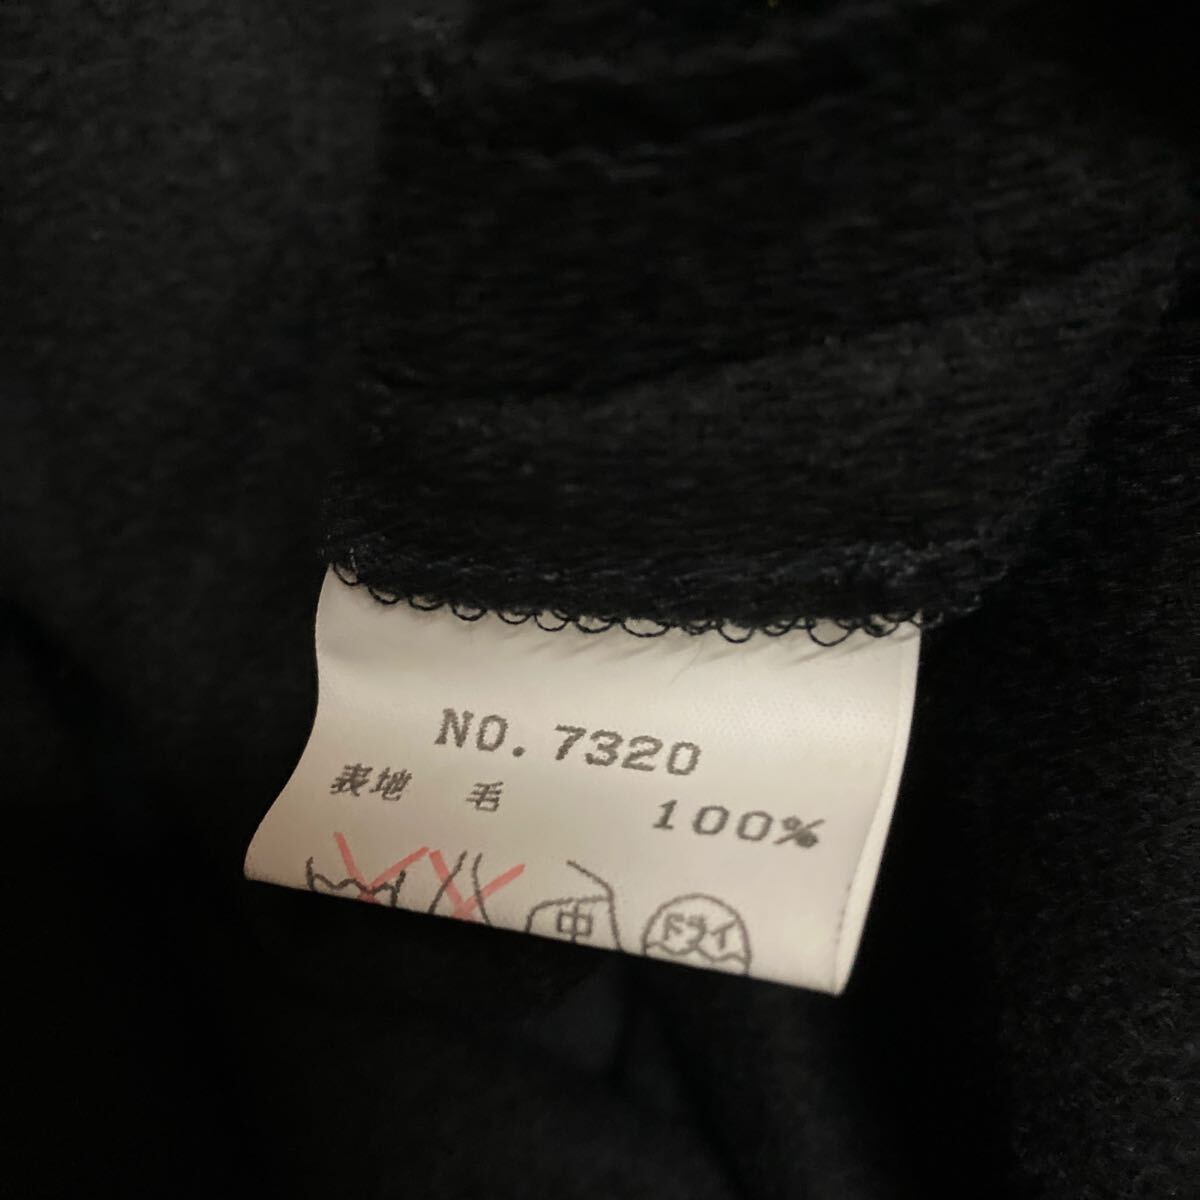 NO. 7320
表地 毛 100%
中 ドライ